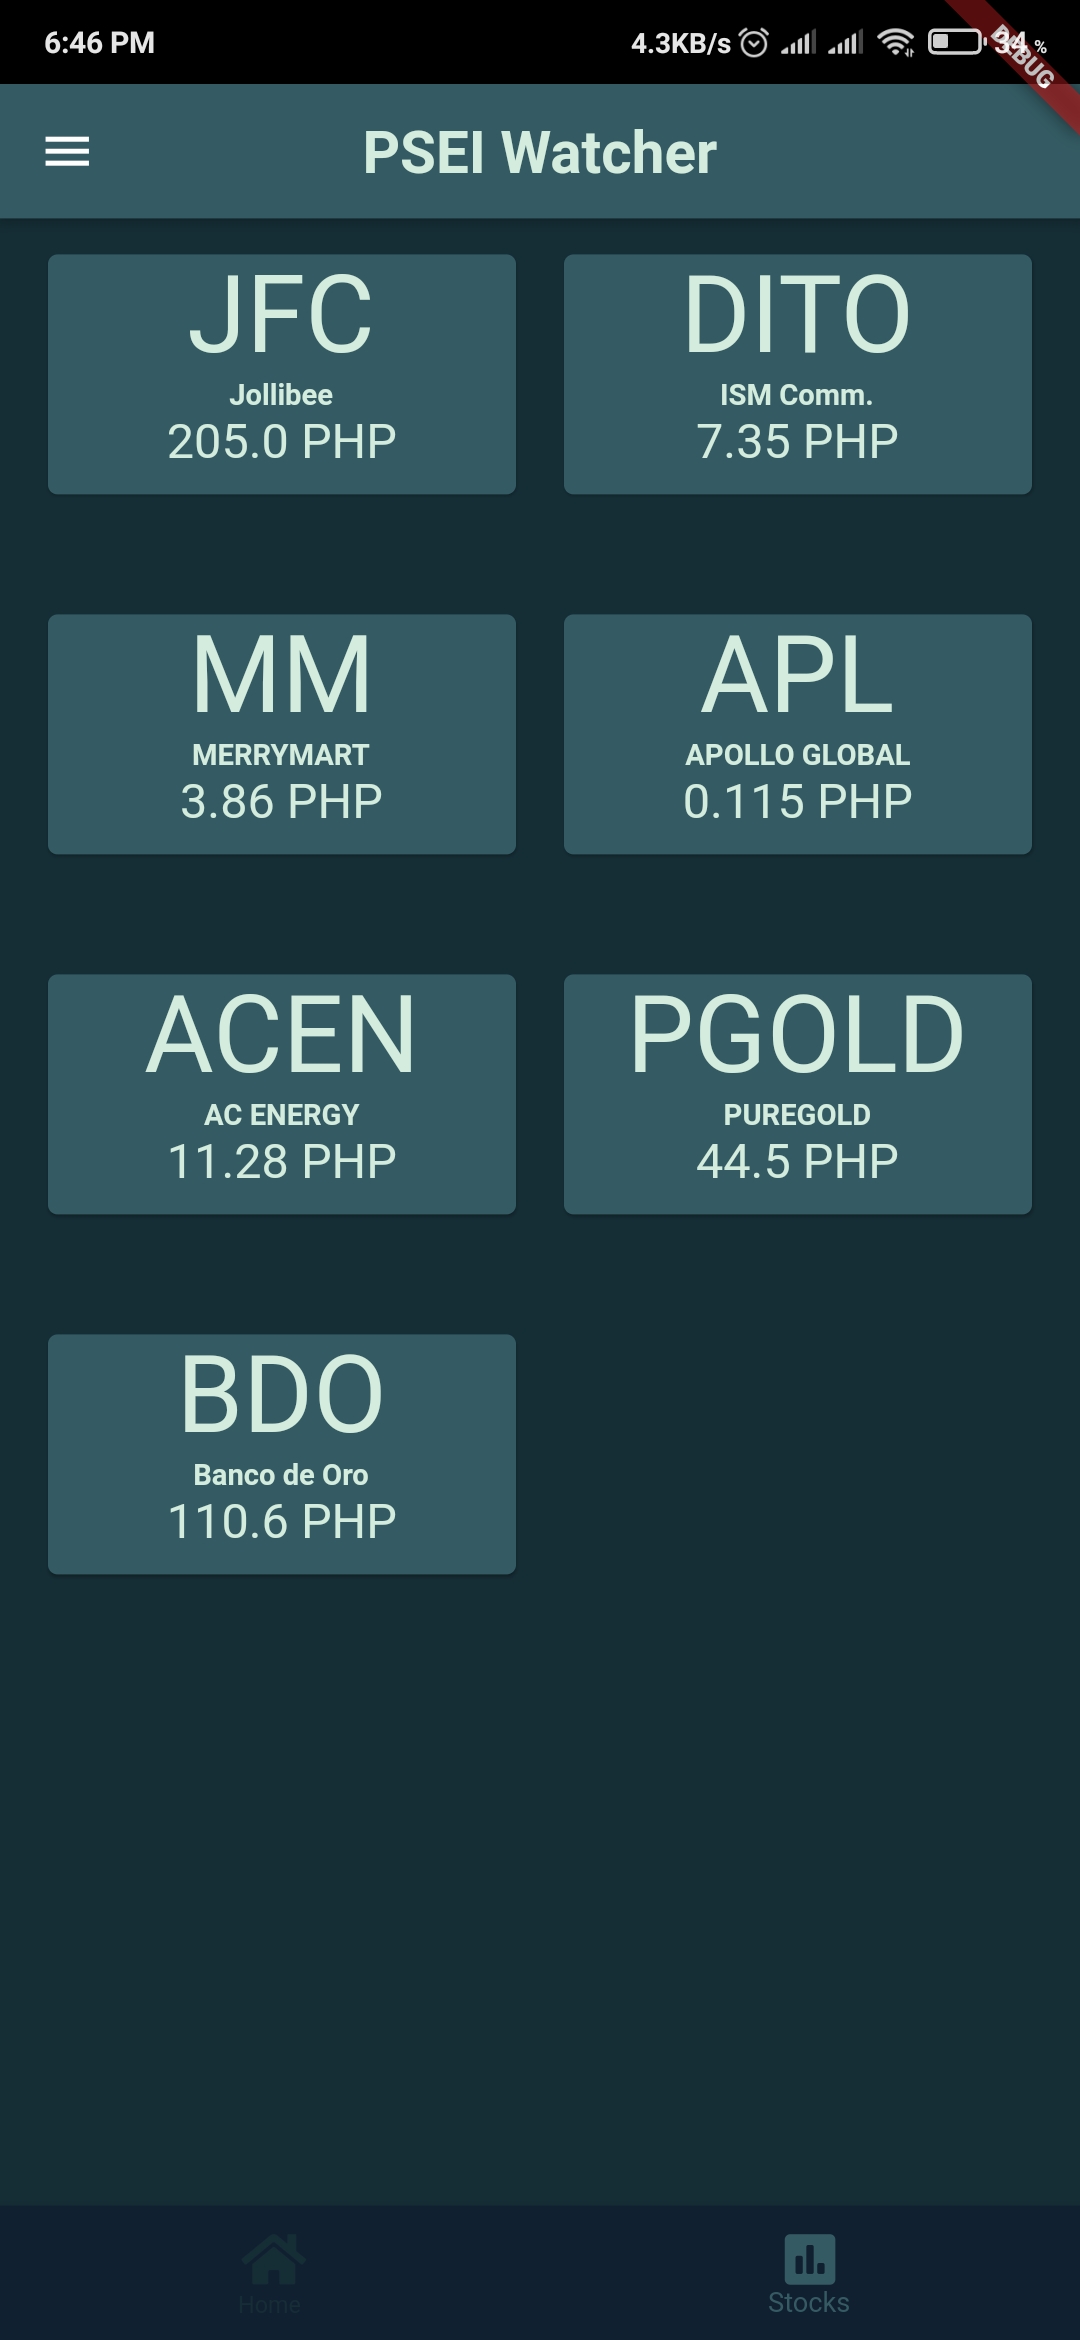 6:46 PM
4.3KB/s
34 %
DEBUG
PSEI Watcher
JFC
Jollibee
205.0 PHP
DITO
ISM Comm.
7.35 PHP
MM
MERRYMART
3.86 PHP
APL
APOLLO GLOBAL
0.115 PHP
ACEN
AC ENERGY
11.28 PHP
PGOLD
PUREGOLD
44.5 PHP
BDO
Banco de Oro
110.6 PHP
Home
Stocks